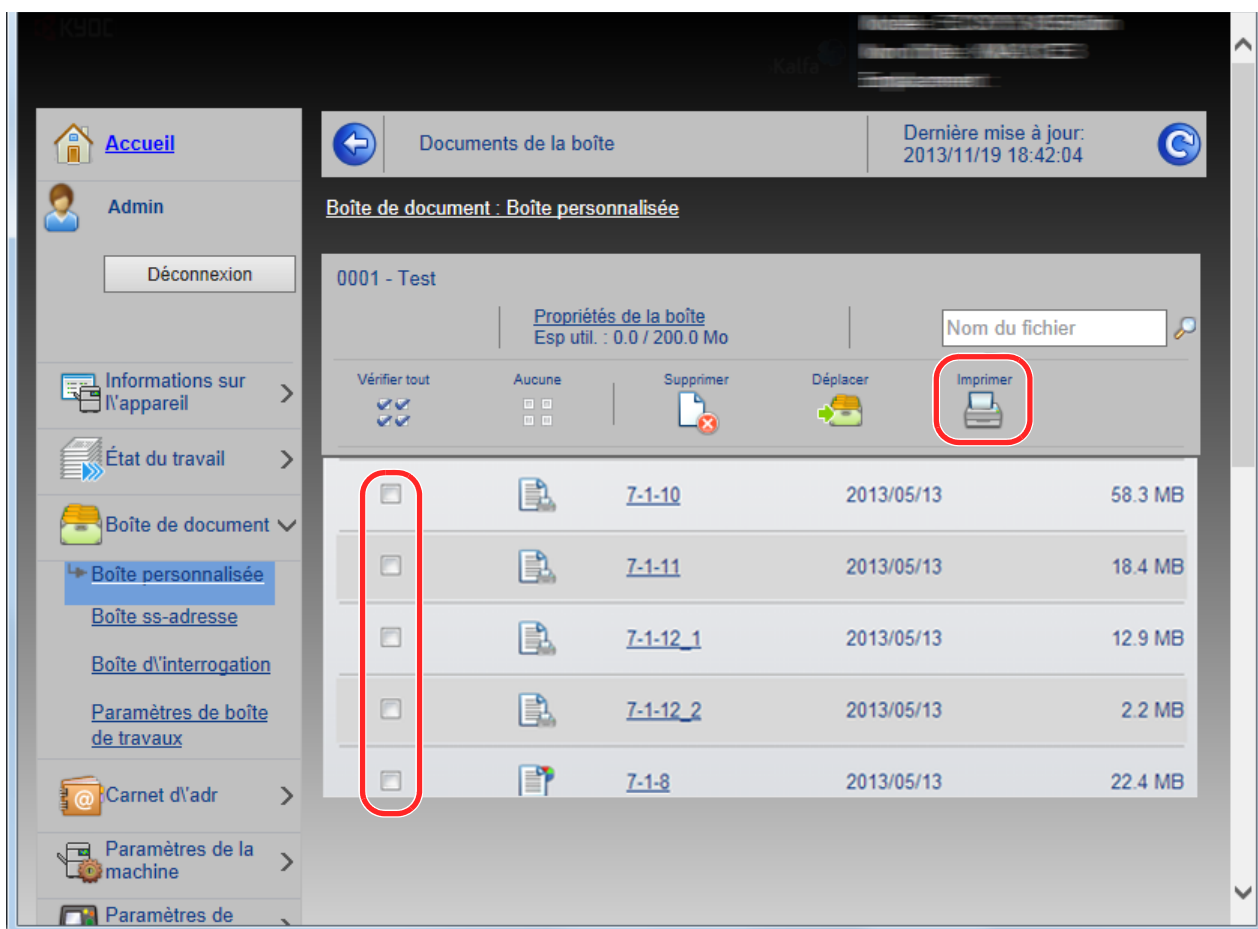 Accueil
Documents de la boîte
Dernière mise à jour:
2013/11/19 18:42:04
Admin
Boîte de document : Boîte personnalisée
Déconnexion
0001 - Test
Propriétés de la boîte
Esp util. : 0.0 / 200.0 Mo
Nom du fichier
Vérifier tout
Aucune
Supprimer
Déplacer
Imprimer
Informations sur
l\'appareil
État du travail
Boîte de document
Boîte personnalisée
Boîte ss-adresse
Boîte d\'interrogation
Paramètres de boîte
de travaux
Carnet d\'adr
Paramètres de la
machine
Paramètres de
7-1-10 2013/05/13 58.3 MB
7-1-11 2013/05/13 18.4 MB
7-1-12_1 2013/05/13 12.9 MB
7-1-12_2 2013/05/13 2.2 MB
7-1-8 2013/05/13 22.4 MB